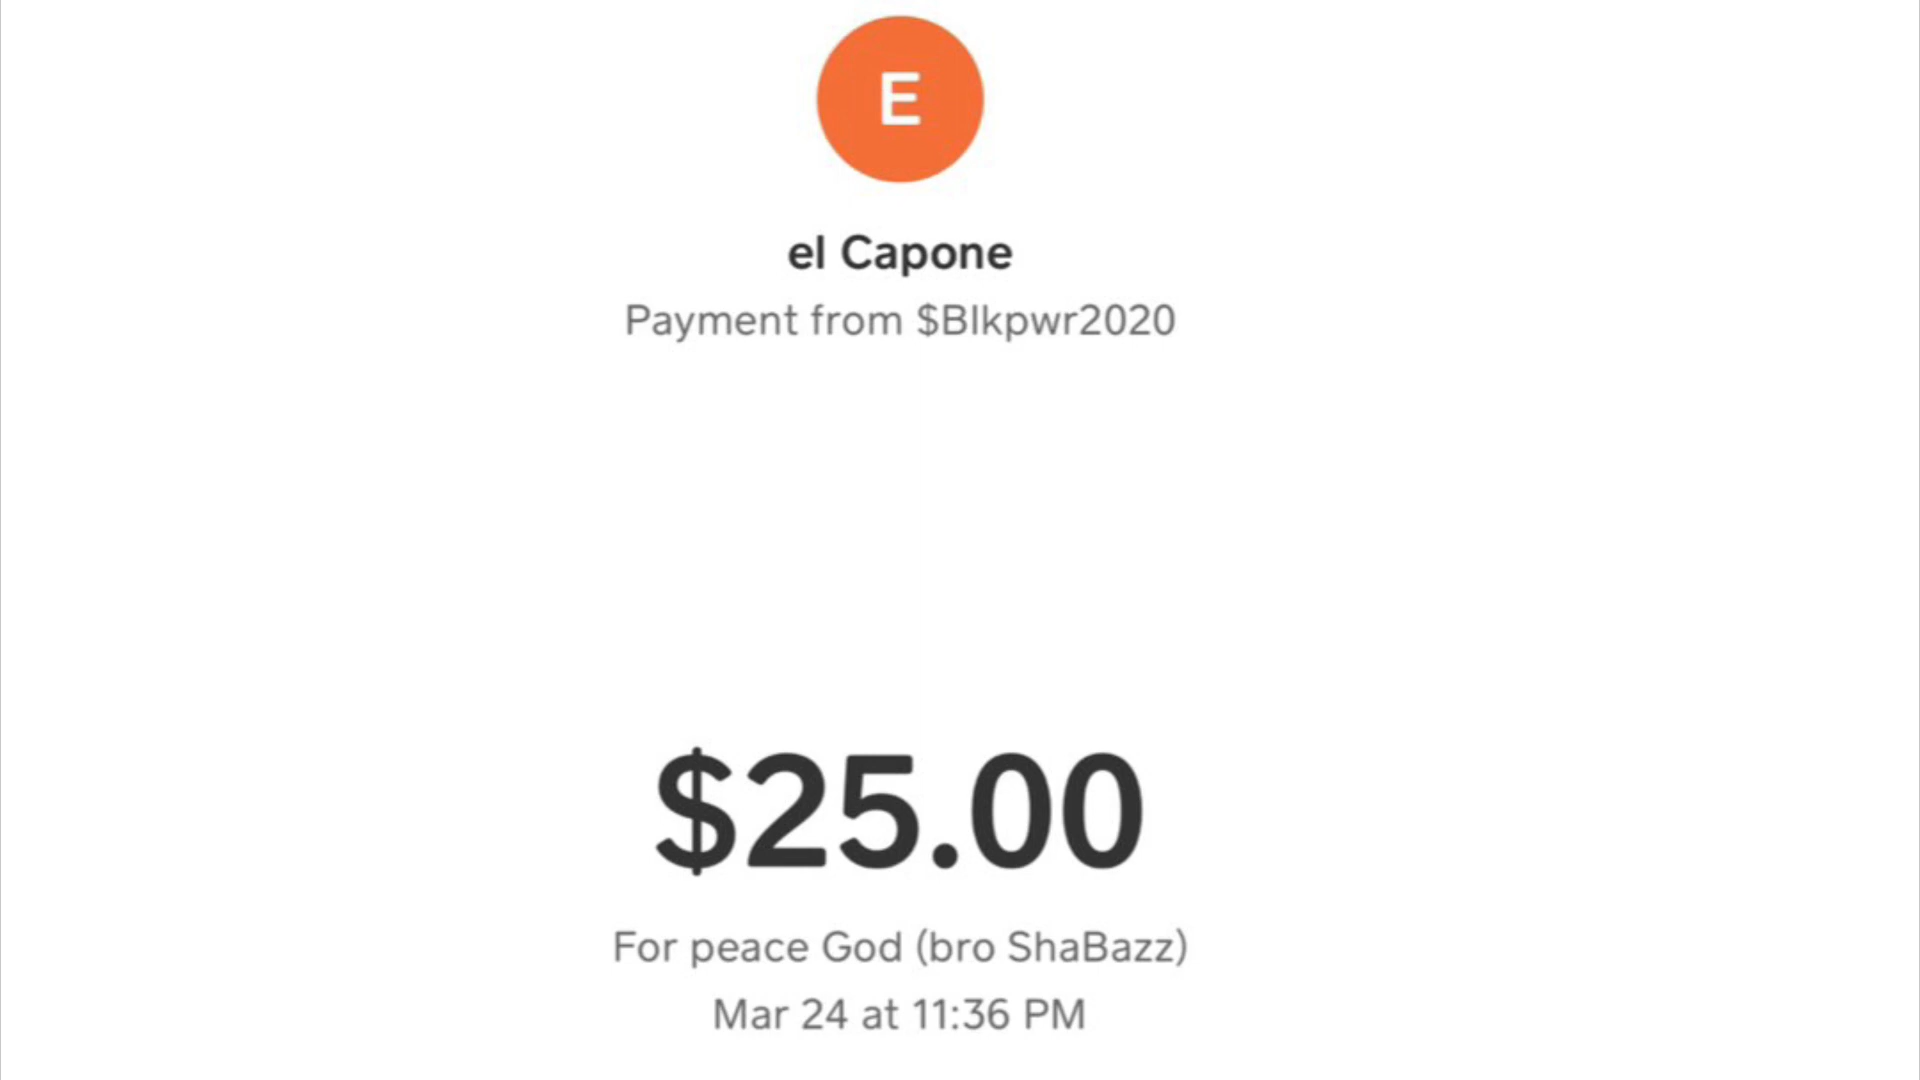 E
el Capone
Payment from $Blkpwr2020
$25.00
For peace God (bro ShaBazz)
Mar 24 at 11:36 PM